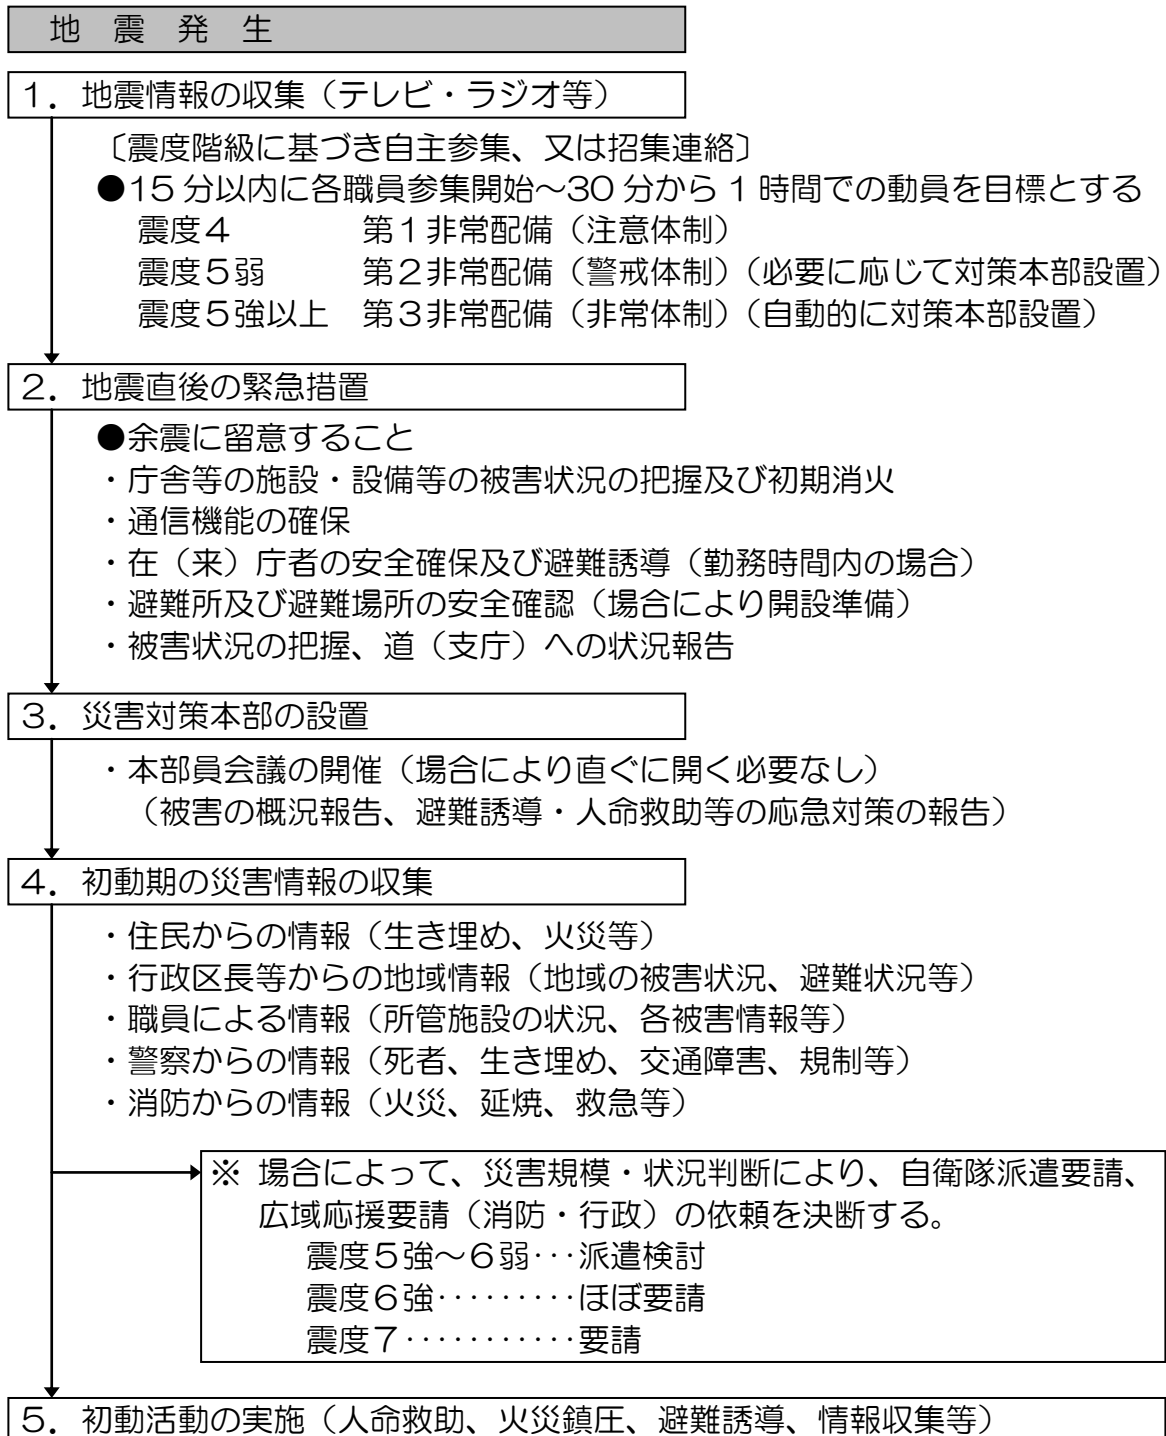 地　震　発　生
１．地震情報の収集（テレビ・ラジオ等）
〔震度階級に基づき自主参集、又は招集連絡〕
●15 分以内に各職員参集開始～30 分から 1 時間での動員を目標とする
震度４　　　　第１非常配備（注意体制）
震度５弱　　　第２非常配備（警戒体制）（必要に応じて対策本部設置）
震度５強以上　第３非常配備（非常体制）（自動的に対策本部設置）
２．地震直後の緊急措置
●余震に留意すること
・庁舎等の施設・設備等の被害状況の把握及び初期消火
・通信機能の確保
・在（来）庁者の安全確保及び避難誘導（勤務時間内の場合）
・避難所及び避難場所の安全確認（場合により開設準備）
・被害状況の把握、道（支庁）への状況報告
３．災害対策本部の設置
・本部員会議の開催（場合により直ぐに開く必要なし）
（被害の概況報告、避難誘導・人命救助等の応急対策の報告）
４．初動期の災害情報の収集
・住民からの情報（生き埋め、火災等）
・行政区長等からの地域情報（地域の被害状況、避難状況等）
・職員による情報（所管施設の状況、各被害情報等）
・警察からの情報（死者、生き埋め、交通障害、規制等）
・消防からの情報（火災、延焼、救急等）
※ 場合によって、災害規模・状況判断により、自衛隊派遣要請、
広域応援要請（消防・行政）の依頼を決断する。
震度５強～６弱･･･派遣検討
震度６強･････････ほぼ要請
震度７･･･････････要請
５．初動活動の実施（人命救助、火災鎮圧、避難誘導、情報収集等）